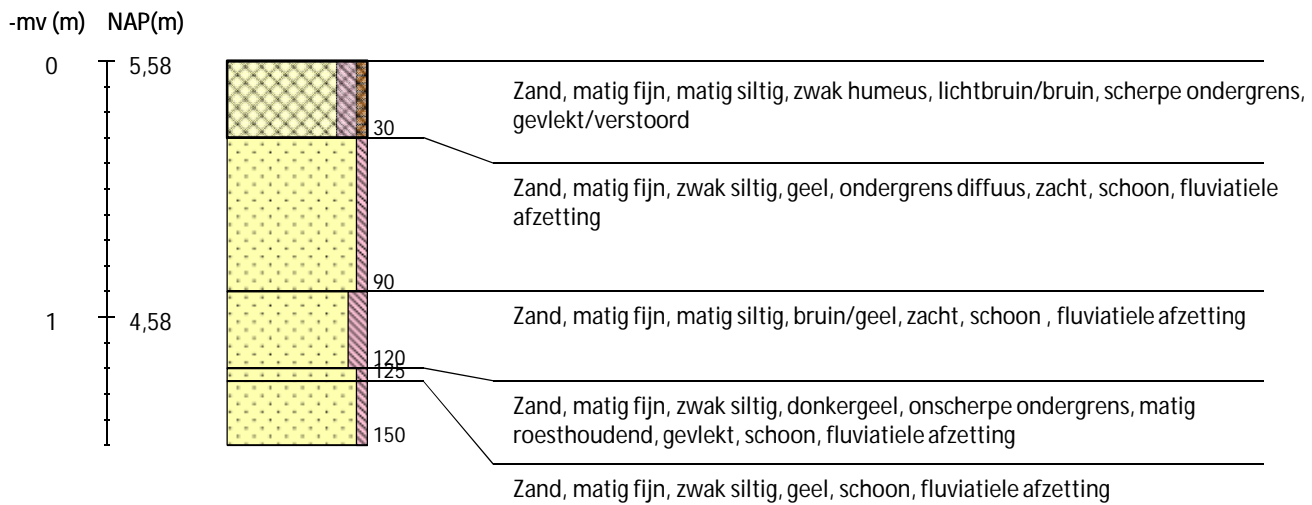 -mv (m) NAP(m)
0 5,58
Zand, matig fijn, matig siltig, zwak humeus, lichtbruin/bruin, scherpe ondergrens,
gevlekt/verstoord
30
Zand, matig fijn, zwak siltig, geel, ondergrens diffuus, zacht, schoon, fluviatiele
afzetting
90
1 4,58
Zand, matig fijn, matig siltig, bruin/geel, zacht, schoon , fluviatiele afzetting
120
125
Zand, matig fijn, zwak siltig, donkergeel, onscherpe ondergrens, matig
roesthoudend, gevlekt, schoon, fluviatiele afzetting
150
Zand, matig fijn, zwak siltig, geel, schoon, fluviatiele afzetting